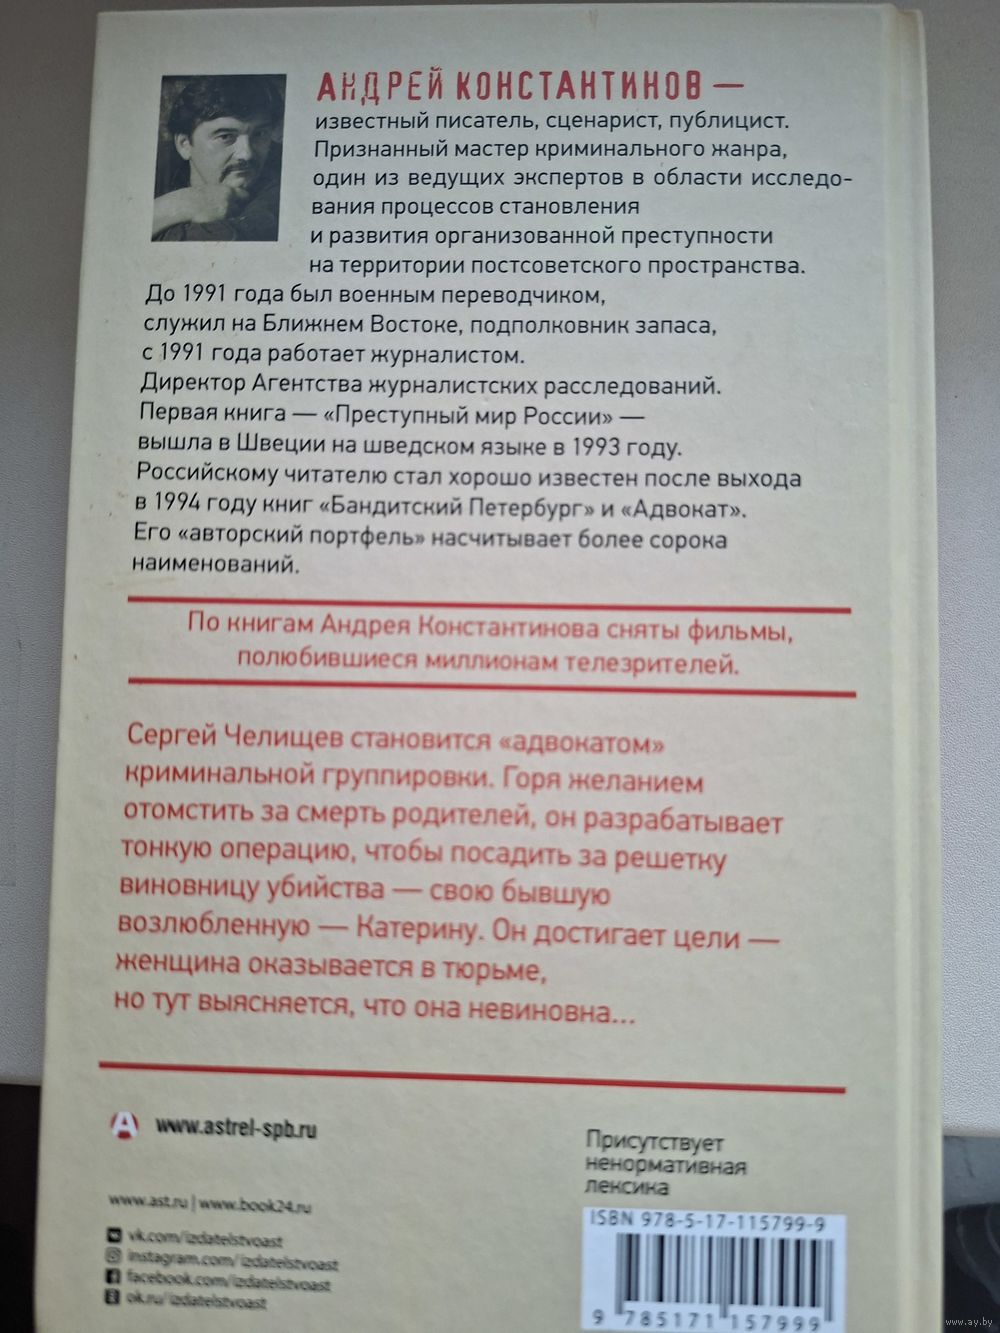 АНДРЕЙ КОНСТАНТИНОВ —
известный писатель, сценарист, публицист.
Признанный мастер криминального жанра,
один из ведущих экспертов в области исследо-
вания процессов становления
и развития организованной преступности
на территории постсоветского пространства.
До 1991 года был военным переводчиком,
служил на Ближнем Востоке, подполковник запаса,
с 1991 года работает журналистом.
Директор Агентства журналистских расследований.
Первая книга — «Преступный мир России» —
вышла в Швеции на шведском языке в 1993 году.
Российскому читателю стал хорошо известен после выхода
в 1994 году книг «Бандитский Петербург» и «Адвокат».
Его «авторский портфель» насчитывает более сорока
наименований.
По книгам Андрея Константинова сняты фильмы,
полюбившиеся миллионам телезрителей.
Сергей Челищев становится «адвокатом»
криминальной группировки. Горя желанием
отомстить за смерть родителей, он разрабатывает
тонкую операцию, чтобы посадить за решетку
виновницу убийства — свою бывшую
возлюбленную — Катерину. Он достигает цели —
женщина оказывается в тюрьме,
но тут выясняется, что она невиновна...
А www.astrel-spb.ru
www.ast.ru | www.book24.ru
vk.com/izdatelstvoast
instagram.com/izdatelstvoast
facebook.com/izdatelstvoast
ok.ru/izdatelstvoast
Присутствует
ненормативная
лексика
ISBN 978-5-17-115799-9
9 785171 157999
www.ay.by